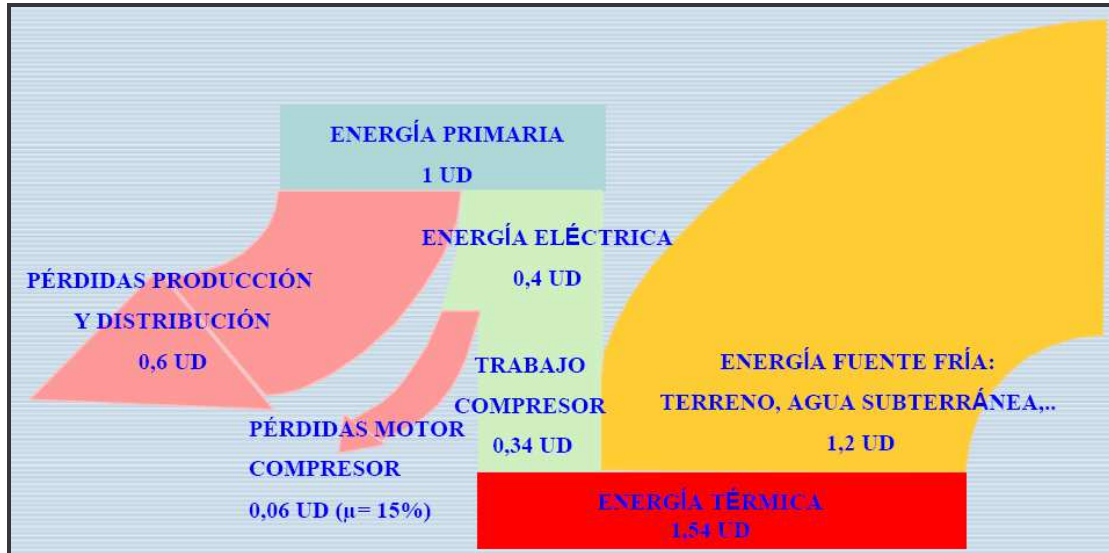 ENERGÍA PRIMARIA
1 UD
ENERGÍA ELÉCTRICA
0,4 UD
PÉRDIDAS PRODUCCIÓN
Y DISTRIBUCIÓN
0,6 UD
TRABAJO
COMPRESOR
0,34 UD
PÉRDIDAS MOTOR
COMPRESOR
0,06 UD (μ= 15%)
ENERGÍA FUENTE FRÍA:
TERRENO, AGUA SUBTERRÁNEA,..
1,2 UD
ENERGÍA TÉRMICA
1,54 UD